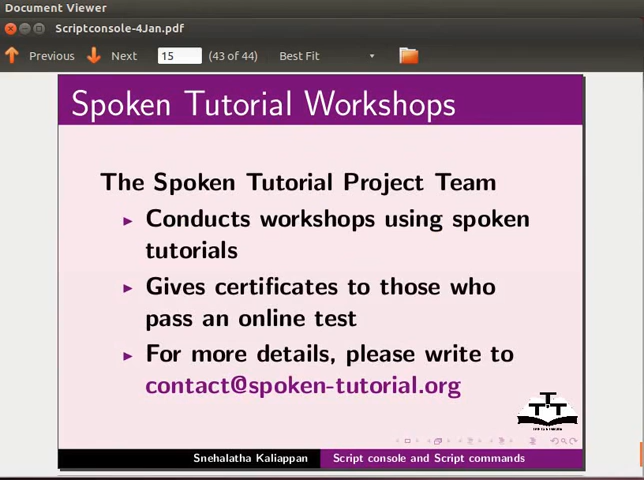 Document Viewer
Scriptconsole-4Jan.pdf
Previous Next 15 (43 of 44) Best Fit
Spoken Tutorial Workshops
The Spoken Tutorial Project Team
Conducts workshops using spoken
tutorials
Gives certificates to those who
pass an online test
For more details, please write to
contact@spoken-tutorial.org
Snehalatha Kaliappan Script console and Script commands